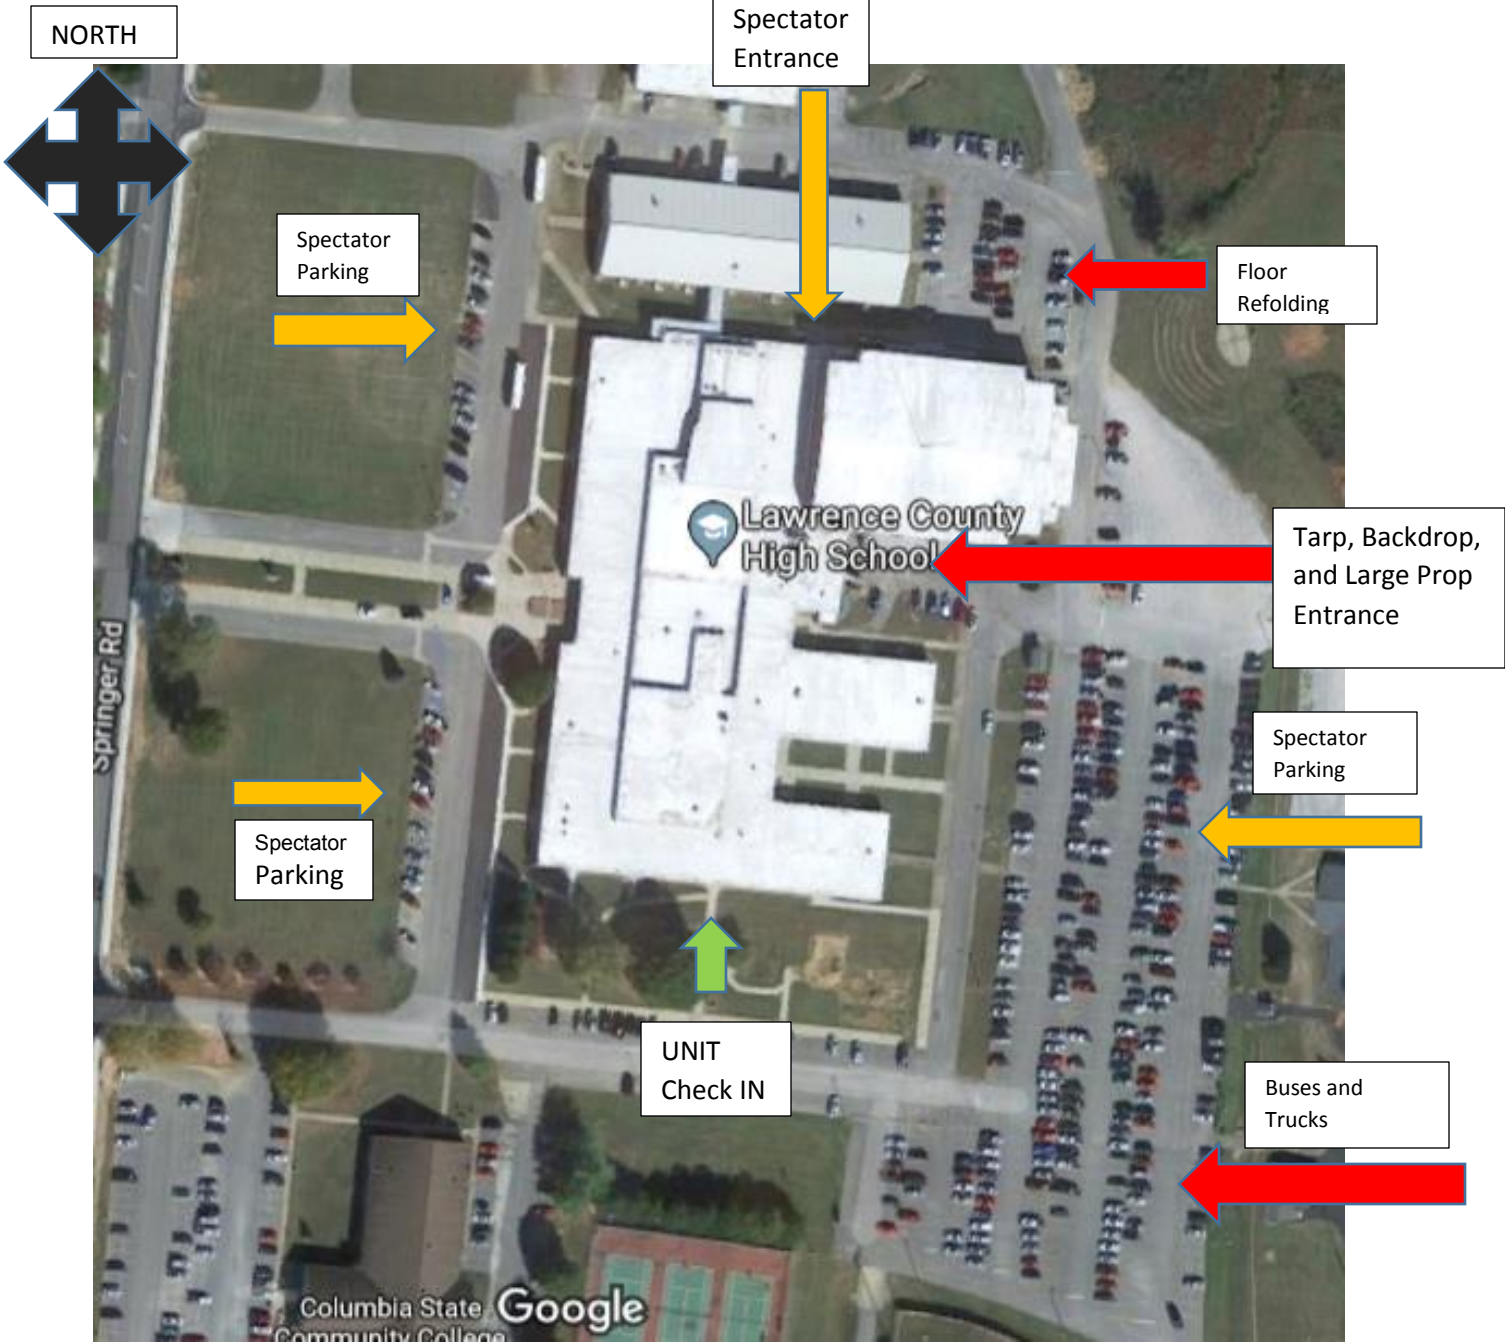 NORTH
Spectator
Entrance
Spectator
Parking
Floor
Refolding
Lawrence County
High School
Tarp, Backdrop,
and Large Prop
Entrance
Springer Rd
Spectator
Parking
Spectator
Parking
UNIT
Check IN
Buses and
Trucks
Columbia State
Community College
Google